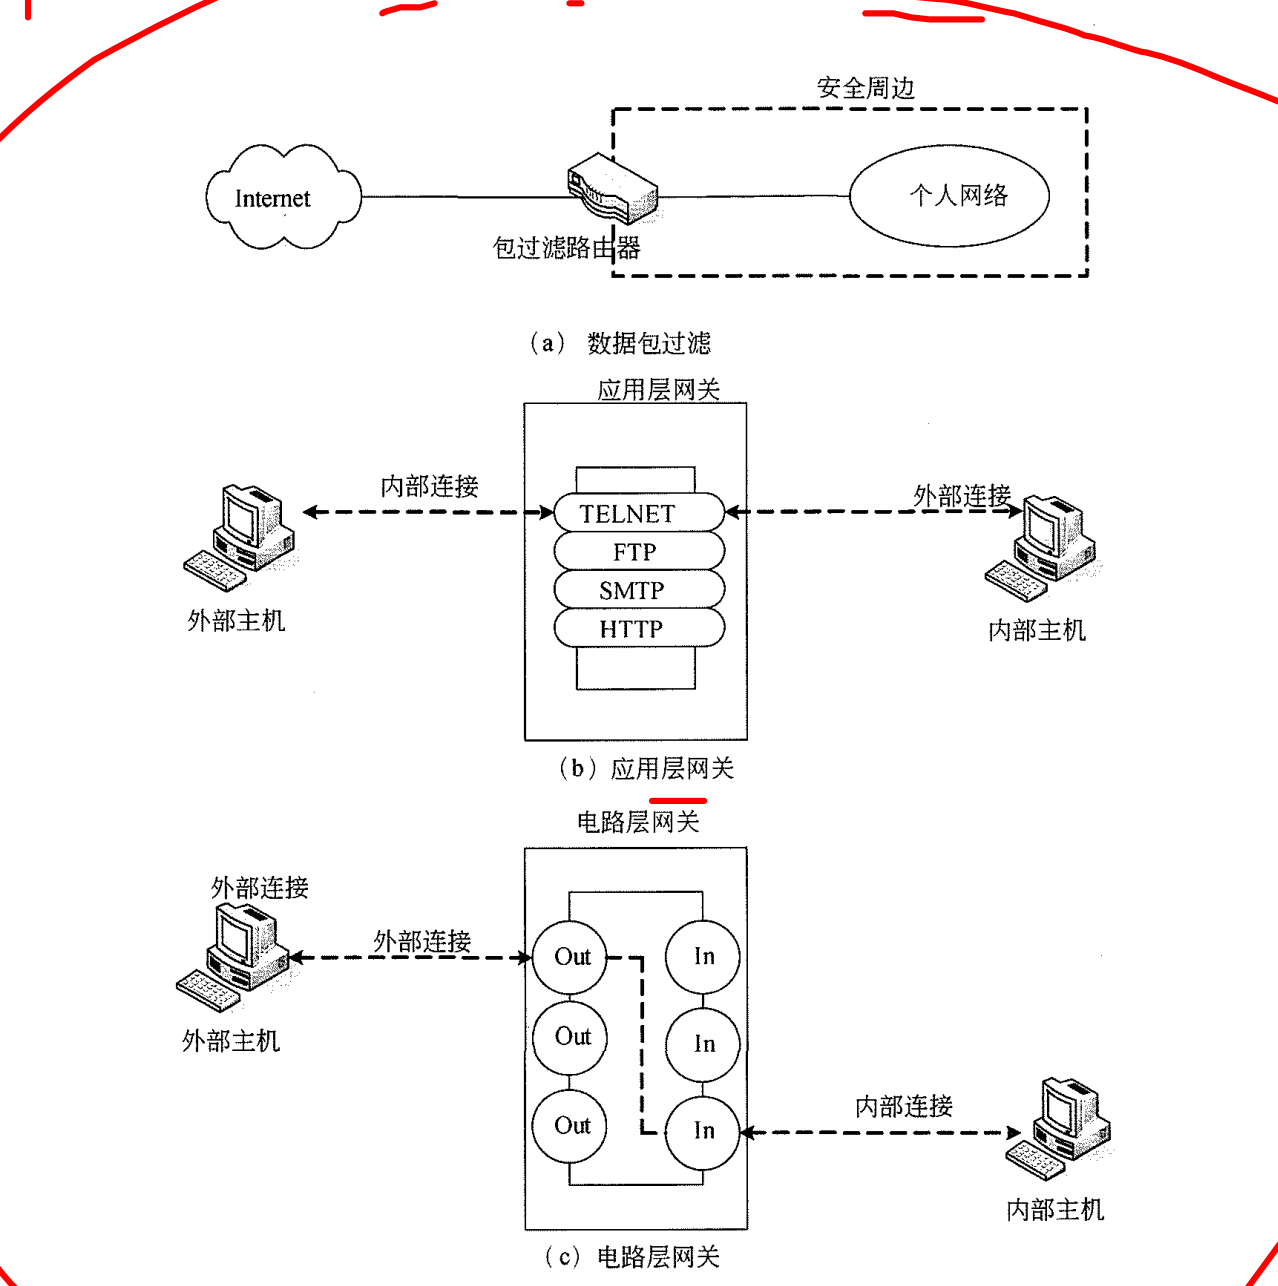 安全周边
Internet
个人网络
包过滤路由器
（a） 数据包过滤
应用层网关
内部连接
外部连接
TELNET
FTP
SMTP
HTTP
外部主机
内部主机
（b）应用层网关
电路层网关
外部连接
外部连接
Out
In
Out
In
外部主机
Out
In
内部连接
内部主机
（c）电路层网关